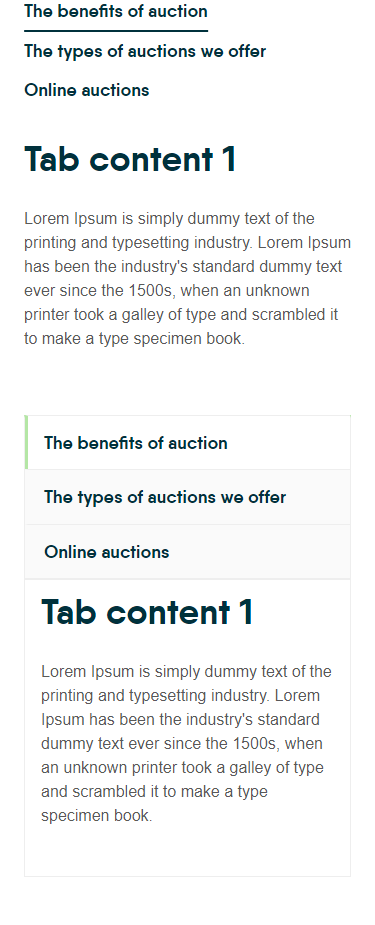 The benefits of auction
The types of auctions we offer
Online auctions
Tab content 1
Lorem Ipsum is simply dummy text of the
printing and typesetting industry. Lorem Ipsum
has been the industry's standard dummy text
ever since the 1500s, when an unknown
printer took a galley of type and scrambled it
to make a type specimen book.
The benefits of auction
The types of auctions we offer
Online auctions
Tab content 1
Lorem Ipsum is simply dummy text of the
printing and typesetting industry. Lorem
Ipsum has been the industry's standard
dummy text ever since the 1500s, when
an unknown printer took a galley of type
and scrambled it to make a type
specimen book.